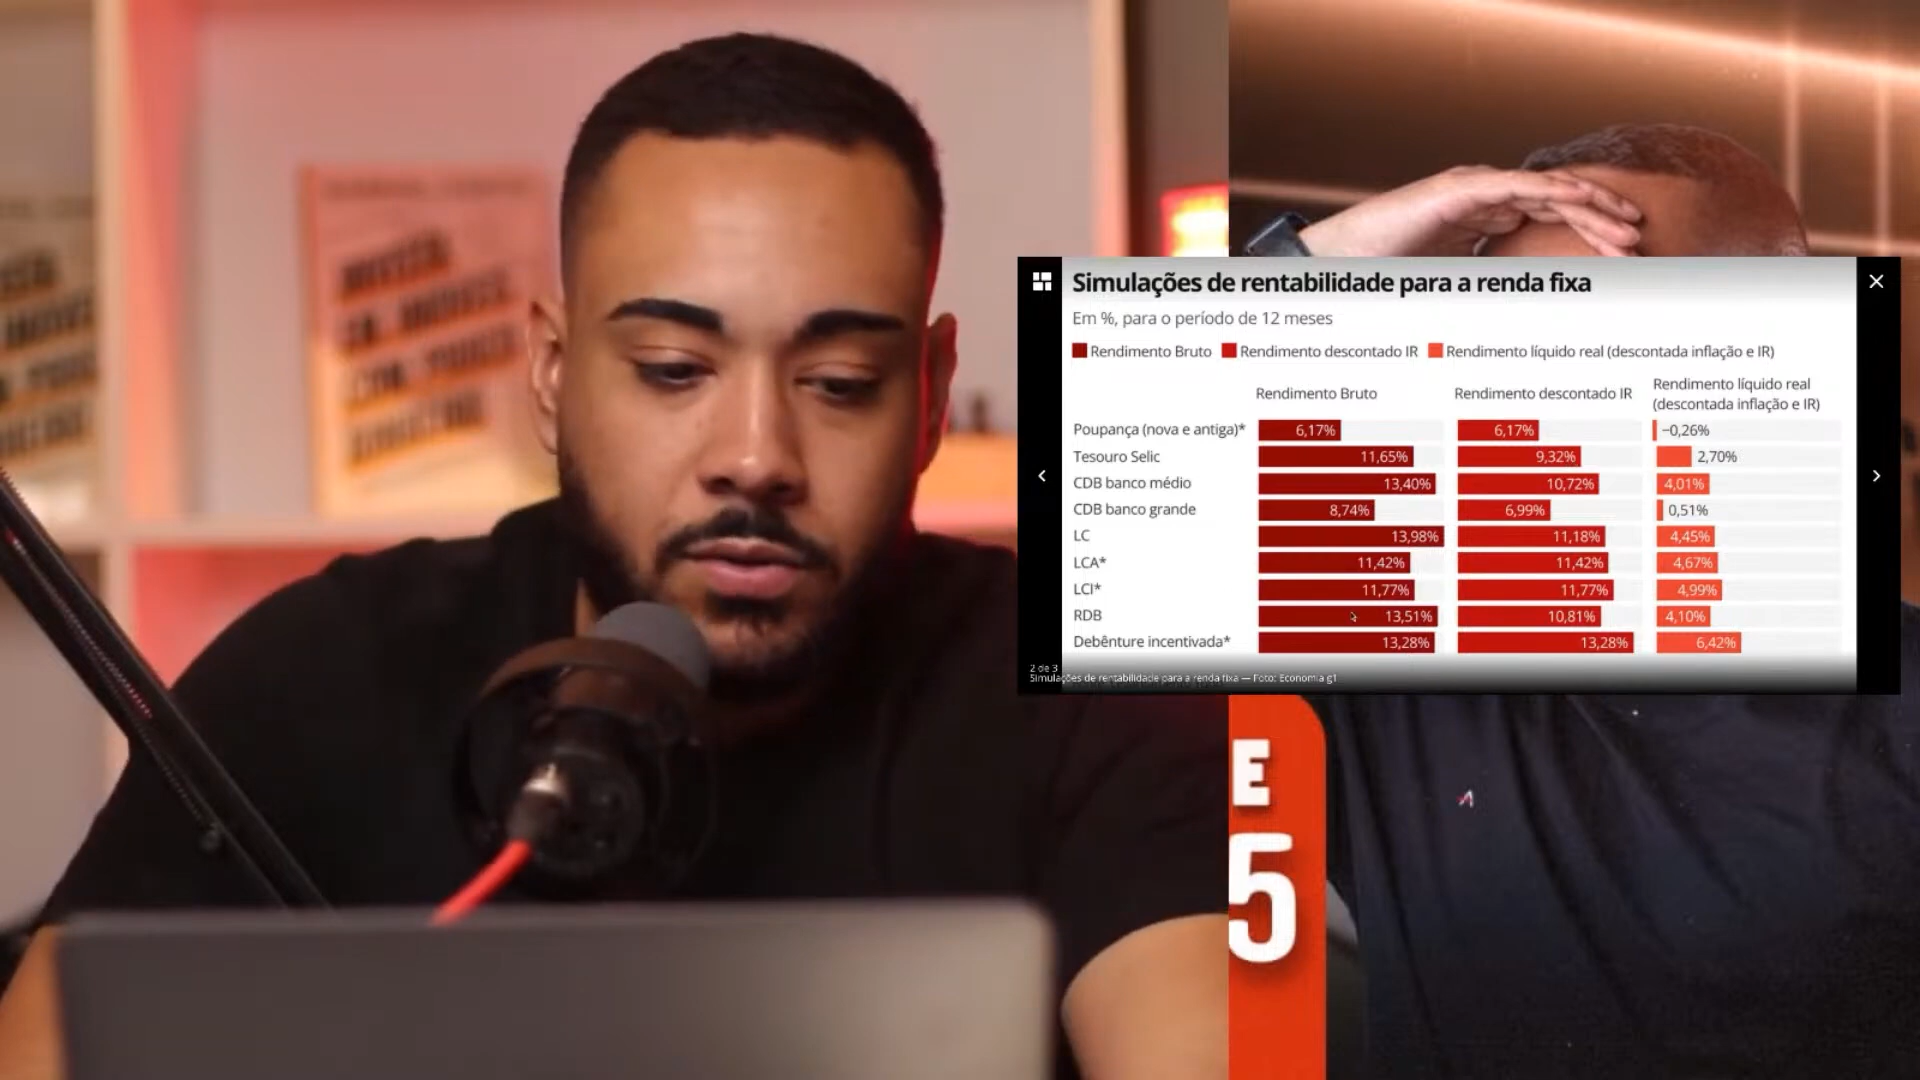 Simulações de rentabilidade para a renda fixa
Em %, para o período de 12 meses
Rendimento Bruto Rendimento descontado IR Rendimento líquido real (descontada inflação e IR)
Rendimento Bruto Rendimento descontado IR Rendimento líquido real (descontada inflação e IR)
Poupança (nova e antiga)* 6,17% 6,17% −0,26%
Tesouro Selic 11,65% 9,32% 2,70%
CDB banco médio 13,40% 10,72% 4,01%
CDB banco grande 8,74% 6,99% 0,51%
LC 13,98% 11,18% 4,45%
LCA* 11,42% 11,42% 4,67%
LCI* 11,77% 11,77% 4,99%
RDB 13,51% 10,81% 4,10%
Debênture incentivada* 13,28% 13,28% 6,42%
2 de 3
Simulações de rentabilidade para a renda fixa — Foto: Economia g1
E
5